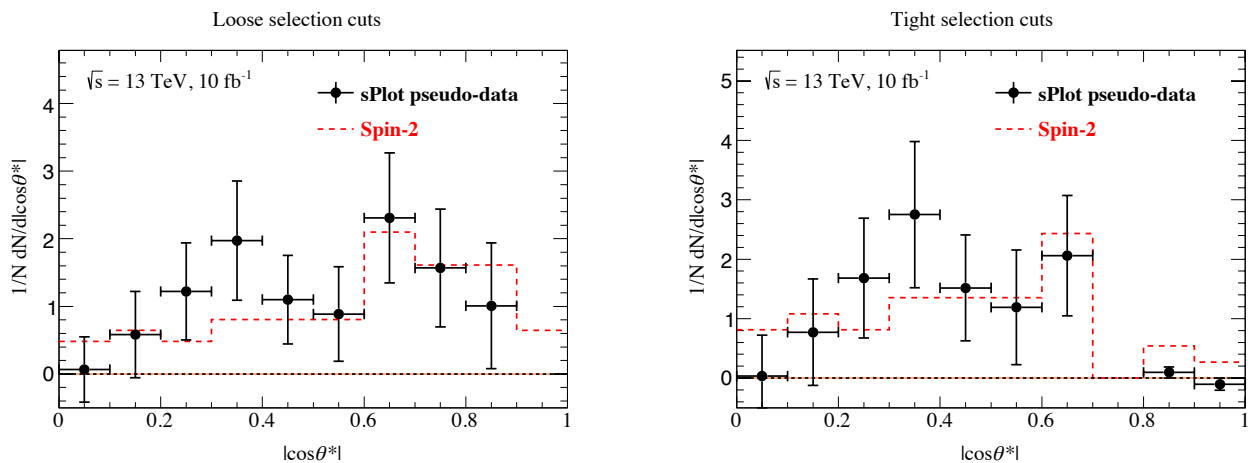 Loose selection cuts
√s = 13 TeV, 10 fb⁻¹
sPlot pseudo-data
Spin-2
1/N dN/d|cosθ*|
4
3
2
1
0
0
0.2
0.4
0.6
0.8
1
|cosθ*|
Tight selection cuts
√s = 13 TeV, 10 fb⁻¹
sPlot pseudo-data
Spin-2
1/N dN/d|cosθ*|
5
4
3
2
1
0
0
0.2
0.4
0.6
0.8
1
|cosθ*|